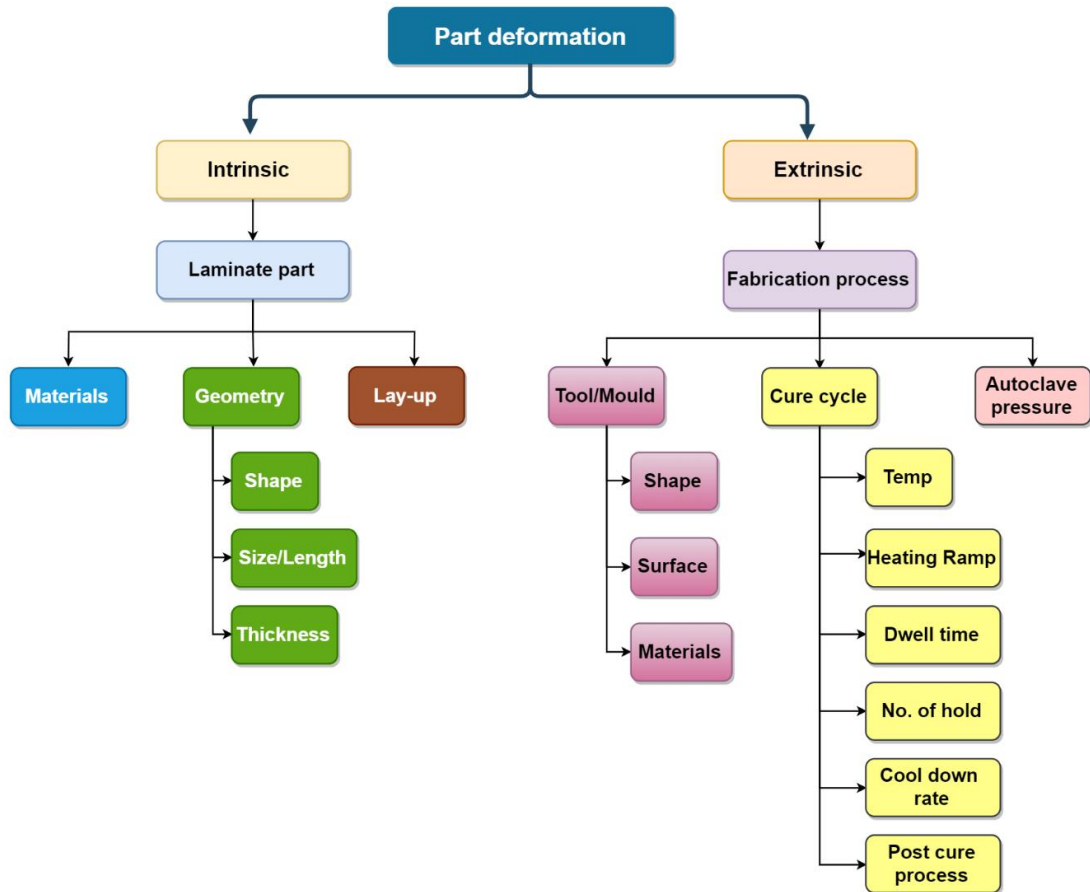 Part deformation
Intrinsic
Extrinsic
Laminate part
Fabrication process
Materials
Geometry
Lay-up
Tool/Mould
Cure cycle
Autoclave
pressure
Shape
Size/Length
Thickness
Shape
Surface
Materials
Temp
Heating Ramp
Dwell time
No. of hold
Cool down
rate
Post cure
process